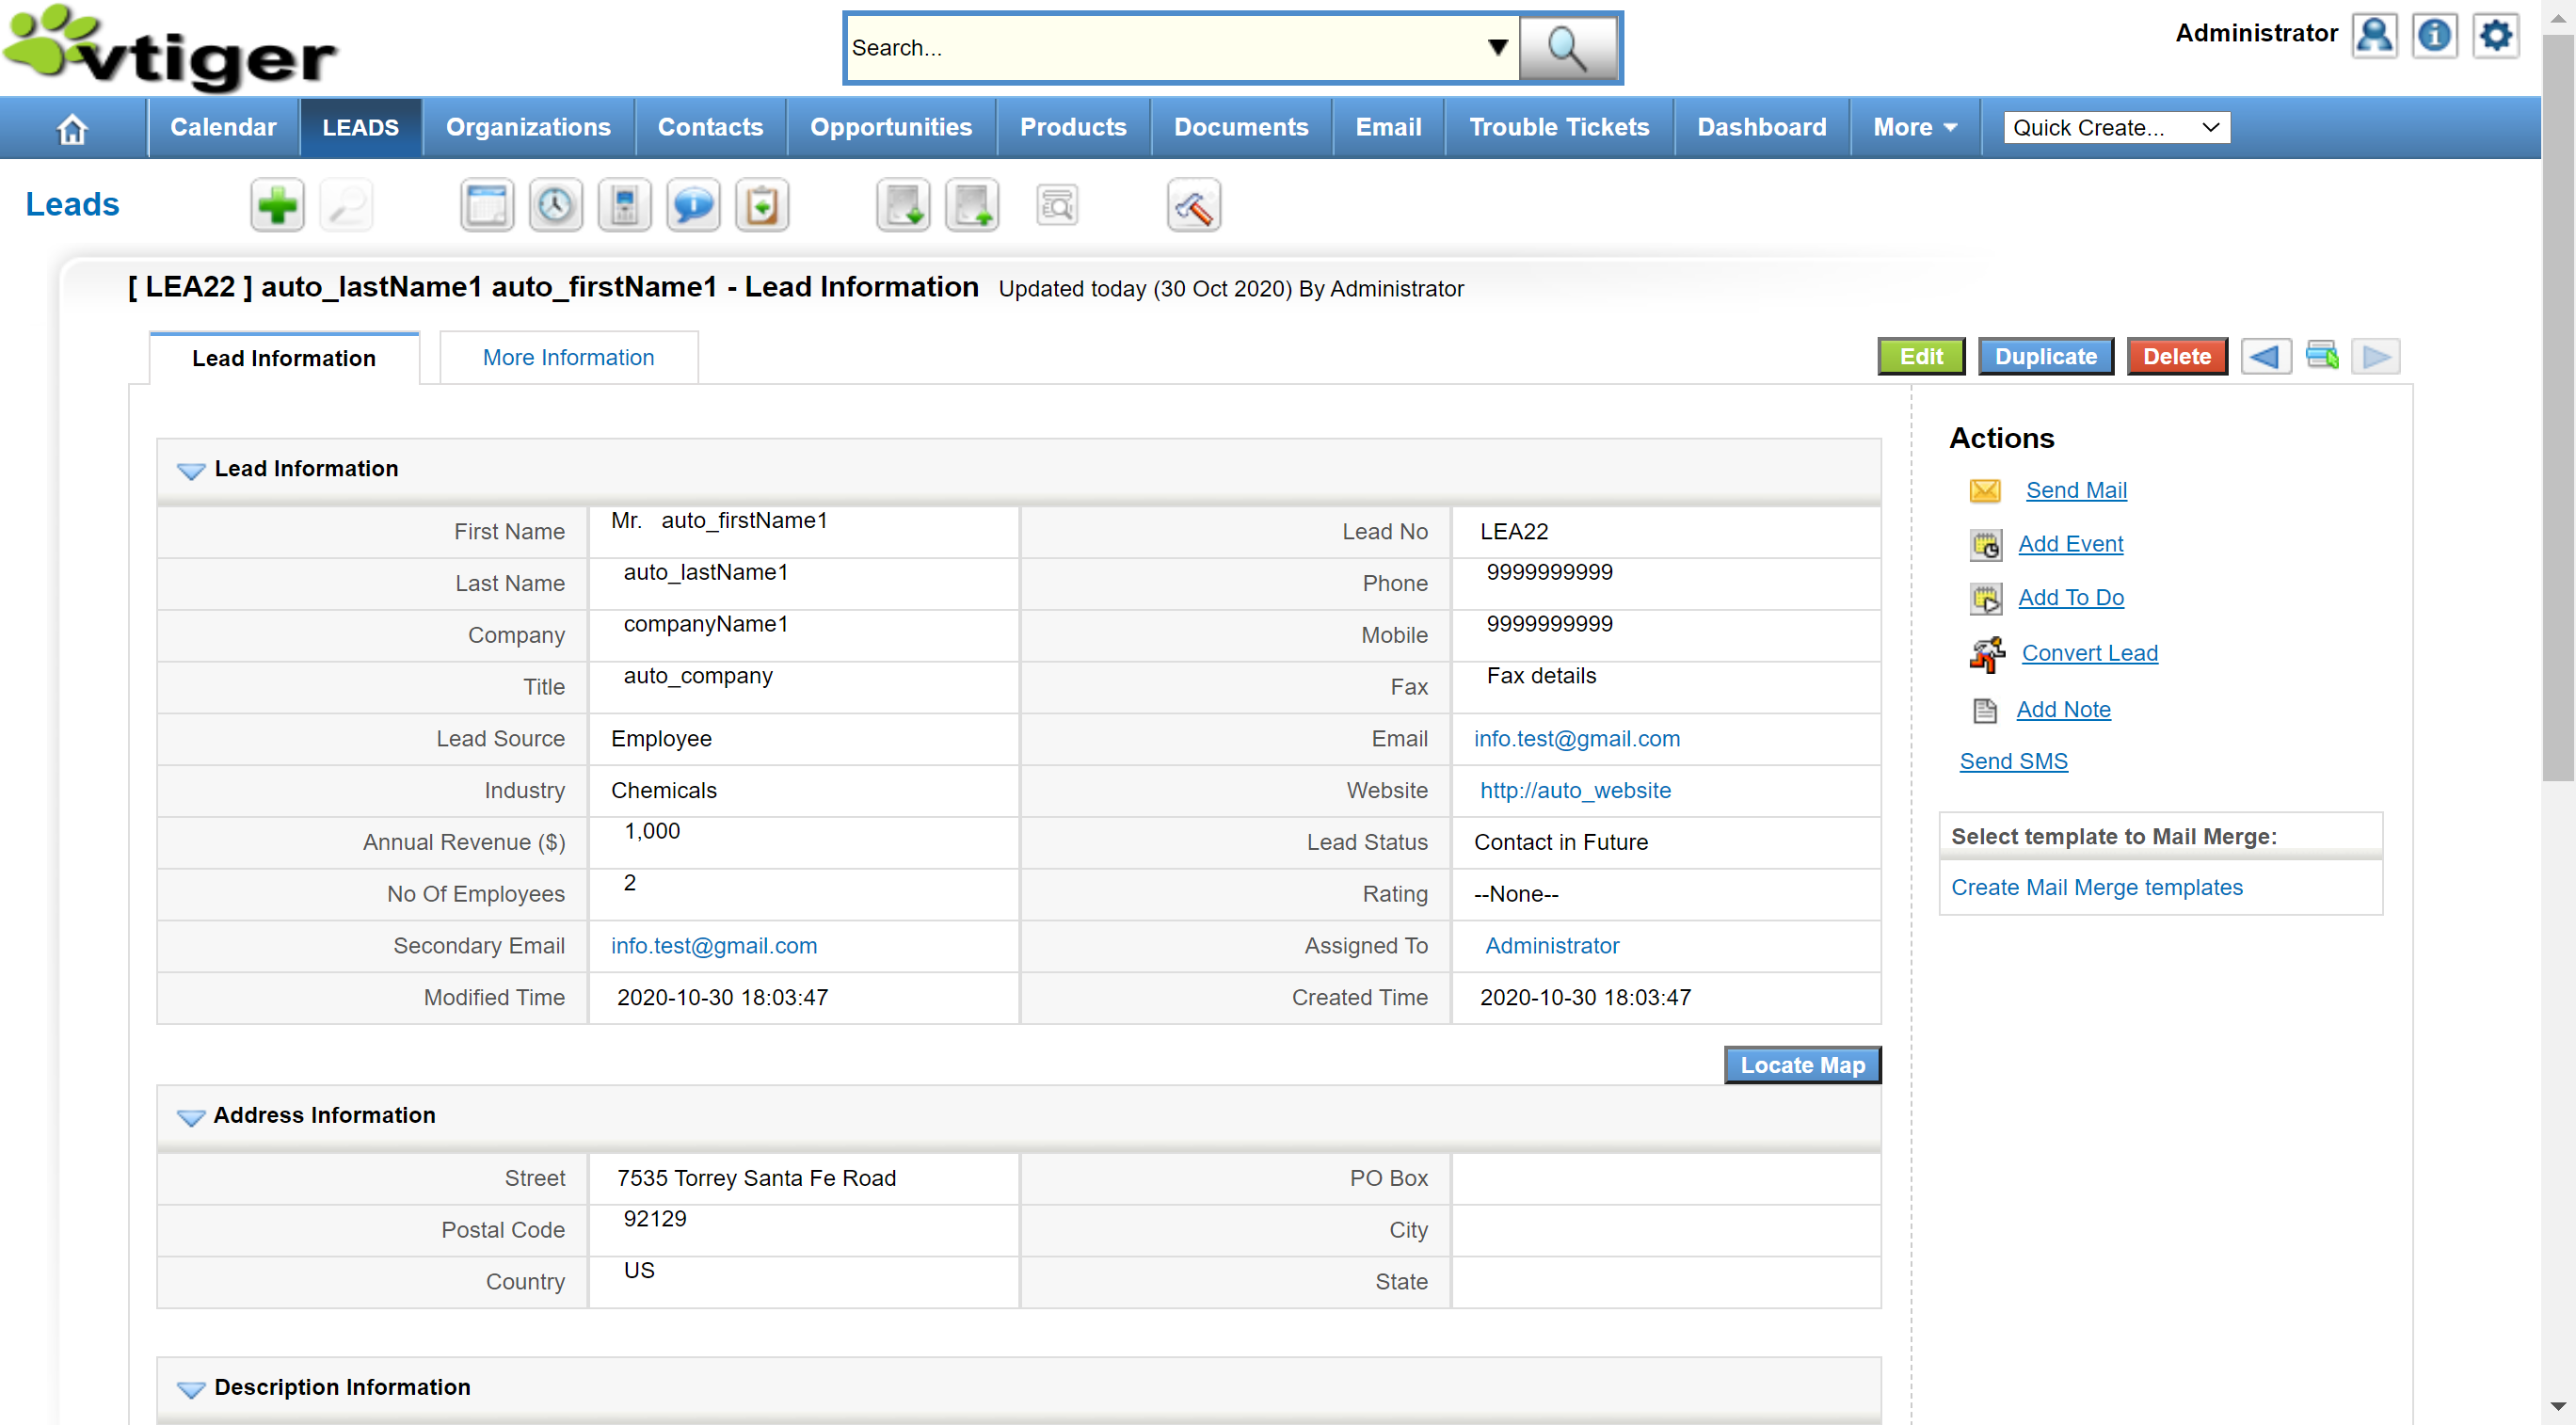 vtiger
Search...
Administrator
Calendar LEADS Organizations Contacts Opportunities Products Documents Email Trouble Tickets Dashboard More Quick Create...
Leads
[ LEA22 ] auto_lastName1 auto_firstName1 - Lead Information Updated today (30 Oct 2020) By Administrator
Lead Information More Information Edit Duplicate Delete
Lead Information
First Name Mr. auto_firstName1 Lead No LEA22
Last Name auto_lastName1 Phone 9999999999
Company companyName1 Mobile 9999999999
Title auto_company Fax Fax details
Lead Source Employee Email info.test@gmail.com
Industry Chemicals Website http://auto_website
Annual Revenue ($) 1,000 Lead Status Contact in Future
No Of Employees 2 Rating --None--
Secondary Email info.test@gmail.com Assigned To Administrator
Modified Time 2020-10-30 18:03:47 Created Time 2020-10-30 18:03:47
Locate Map
Address Information
Street 7535 Torrey Santa Fe Road PO Box
Postal Code 92129 City
Country US State
Description Information
Actions
Send Mail
Add Event
Add To Do
Convert Lead
Add Note
Send SMS
Select template to Mail Merge:
Create Mail Merge templates